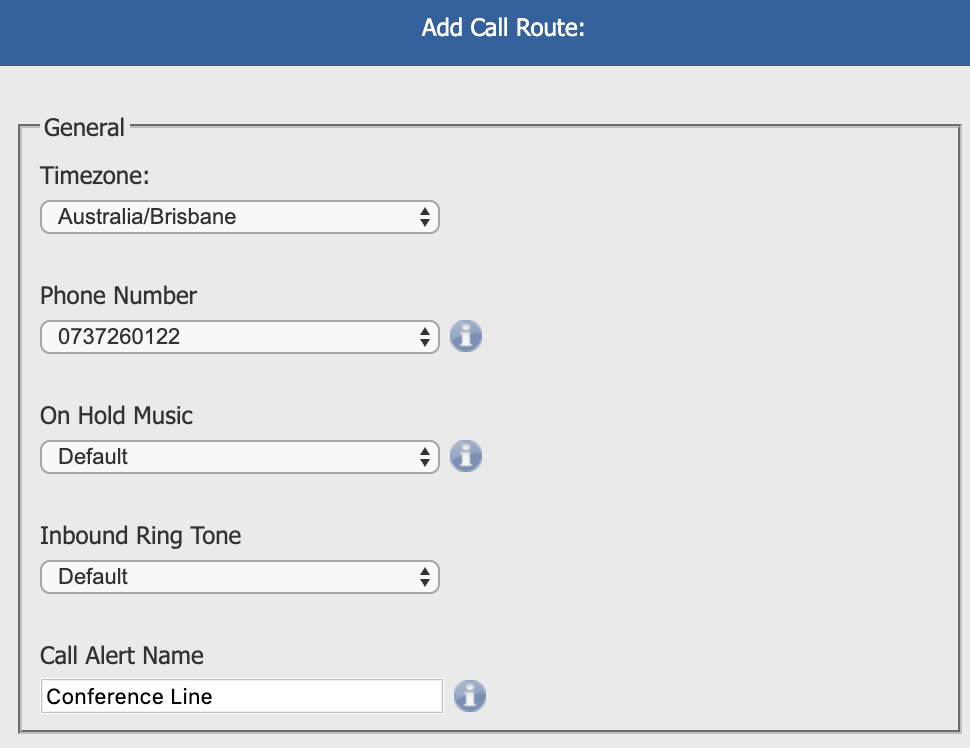 Add Call Route:
General
Timezone:
Australia/Brisbane
Phone Number
0737260122
On Hold Music
Default
Inbound Ring Tone
Default
Call Alert Name
Conference Line